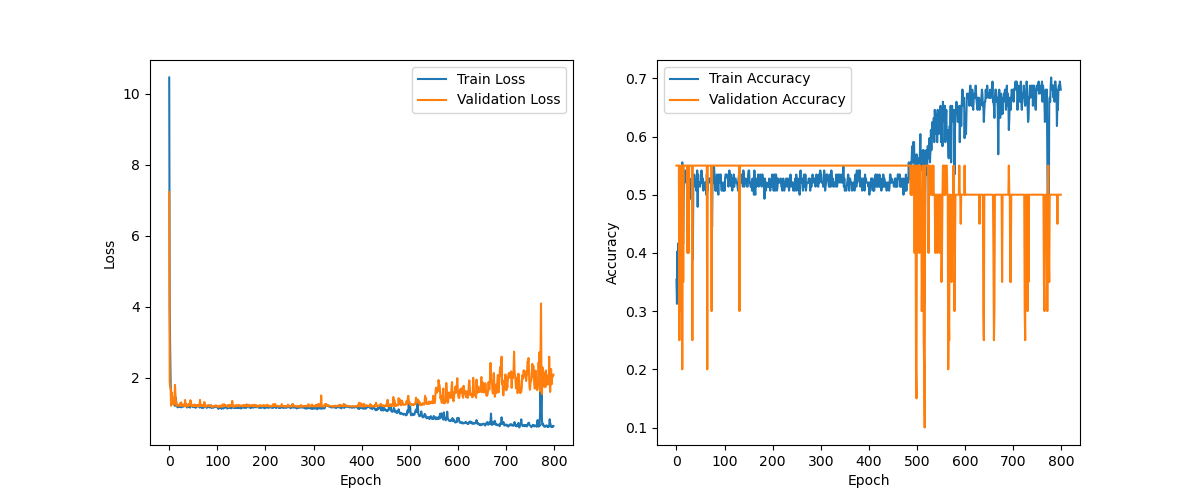 Train Loss
Validation Loss
10
8
6
4
2
Loss
0 100 200 300 400 500 600 700 800
Epoch
Train Accuracy
Validation Accuracy
0.7
0.6
0.5
0.4
0.3
0.2
0.1
Accuracy
0 100 200 300 400 500 600 700 800
Epoch